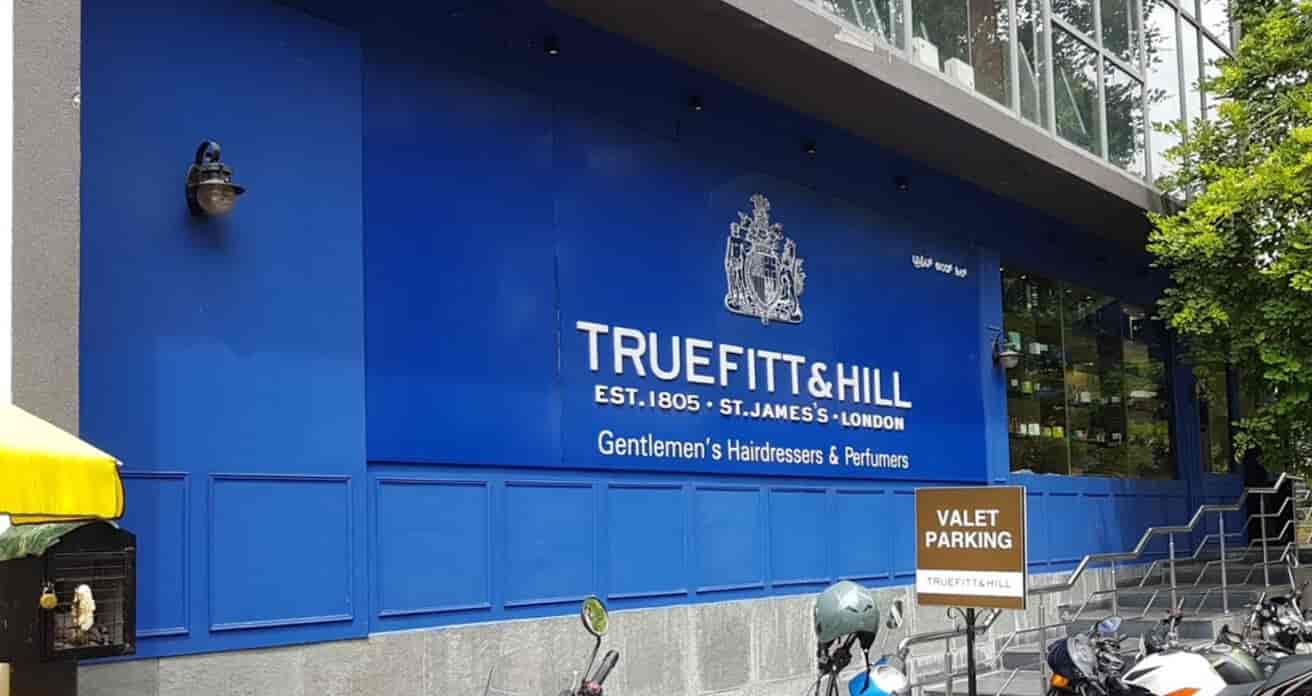 TRUEFITT & HILL
EST.1805 · ST.JAMES'S · LONDON
Gentlemen's Hairdressers & Perfumers
VALET
PARKING
TRUEFITT & HILL